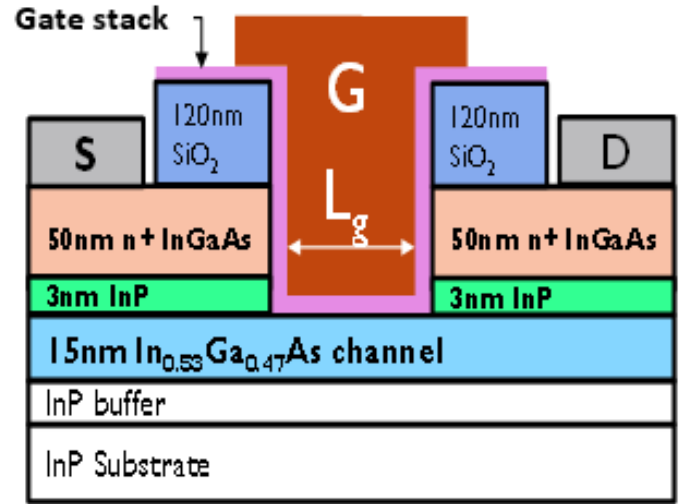 Gate stack
G
120nm
SiO₂
120nm
SiO₂
S
D
L₉
50nm n+ InGaAs
50nm n+ InGaAs
3nm InP
3nm InP
15nm In₀.₅₃Ga₀.₄₇As channel
InP buffer
InP Substrate